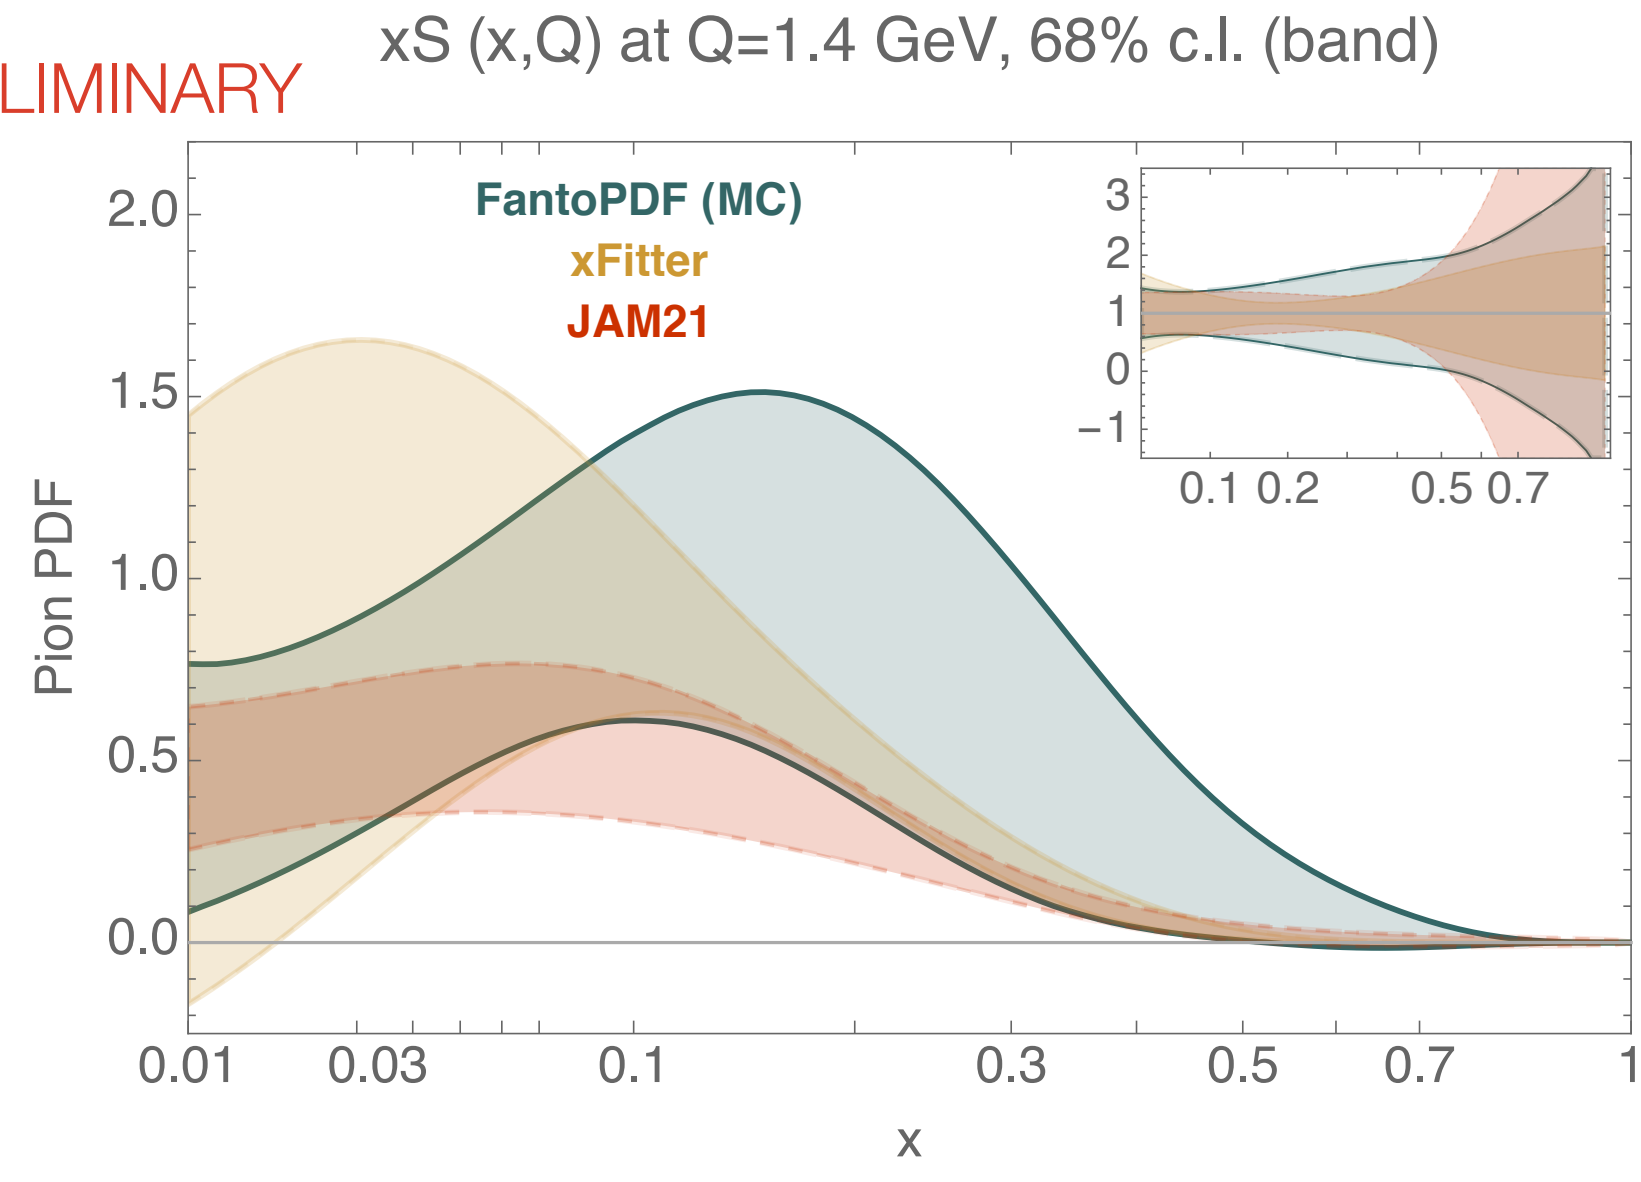 xS (x,Q) at Q=1.4 GeV, 68% c.l. (band)
LIMINARY
FantoPDF (MC)
xFitter
JAM21
3
2
1
0
−1
0.1 0.2 0.5 0.7
2.0
1.5
1.0
0.5
0.0
Pion PDF
0.01 0.03 0.1 0.3 0.5 0.7 1
x